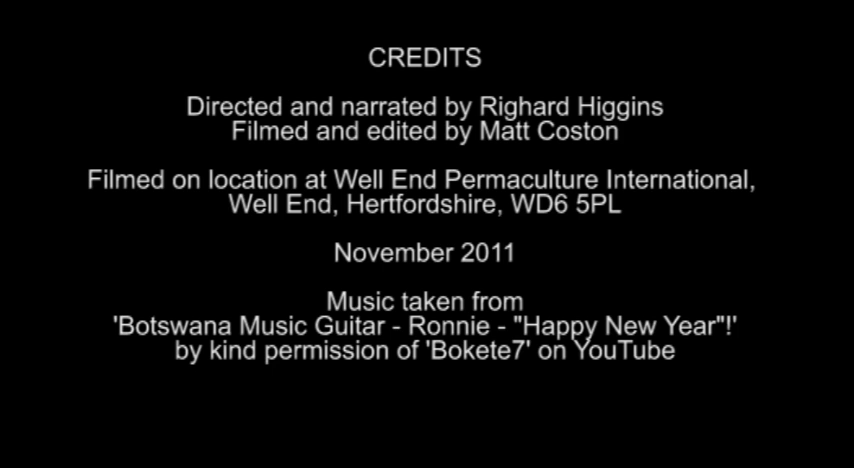 CREDITS
Directed and narrated by Righard Higgins
Filmed and edited by Matt Coston
Filmed on location at Well End Permaculture International,
Well End, Hertfordshire, WD6 5PL
November 2011
Music taken from
'Botswana Music Guitar - Ronnie - "Happy New Year"!'
by kind permission of 'Bokete7' on YouTube